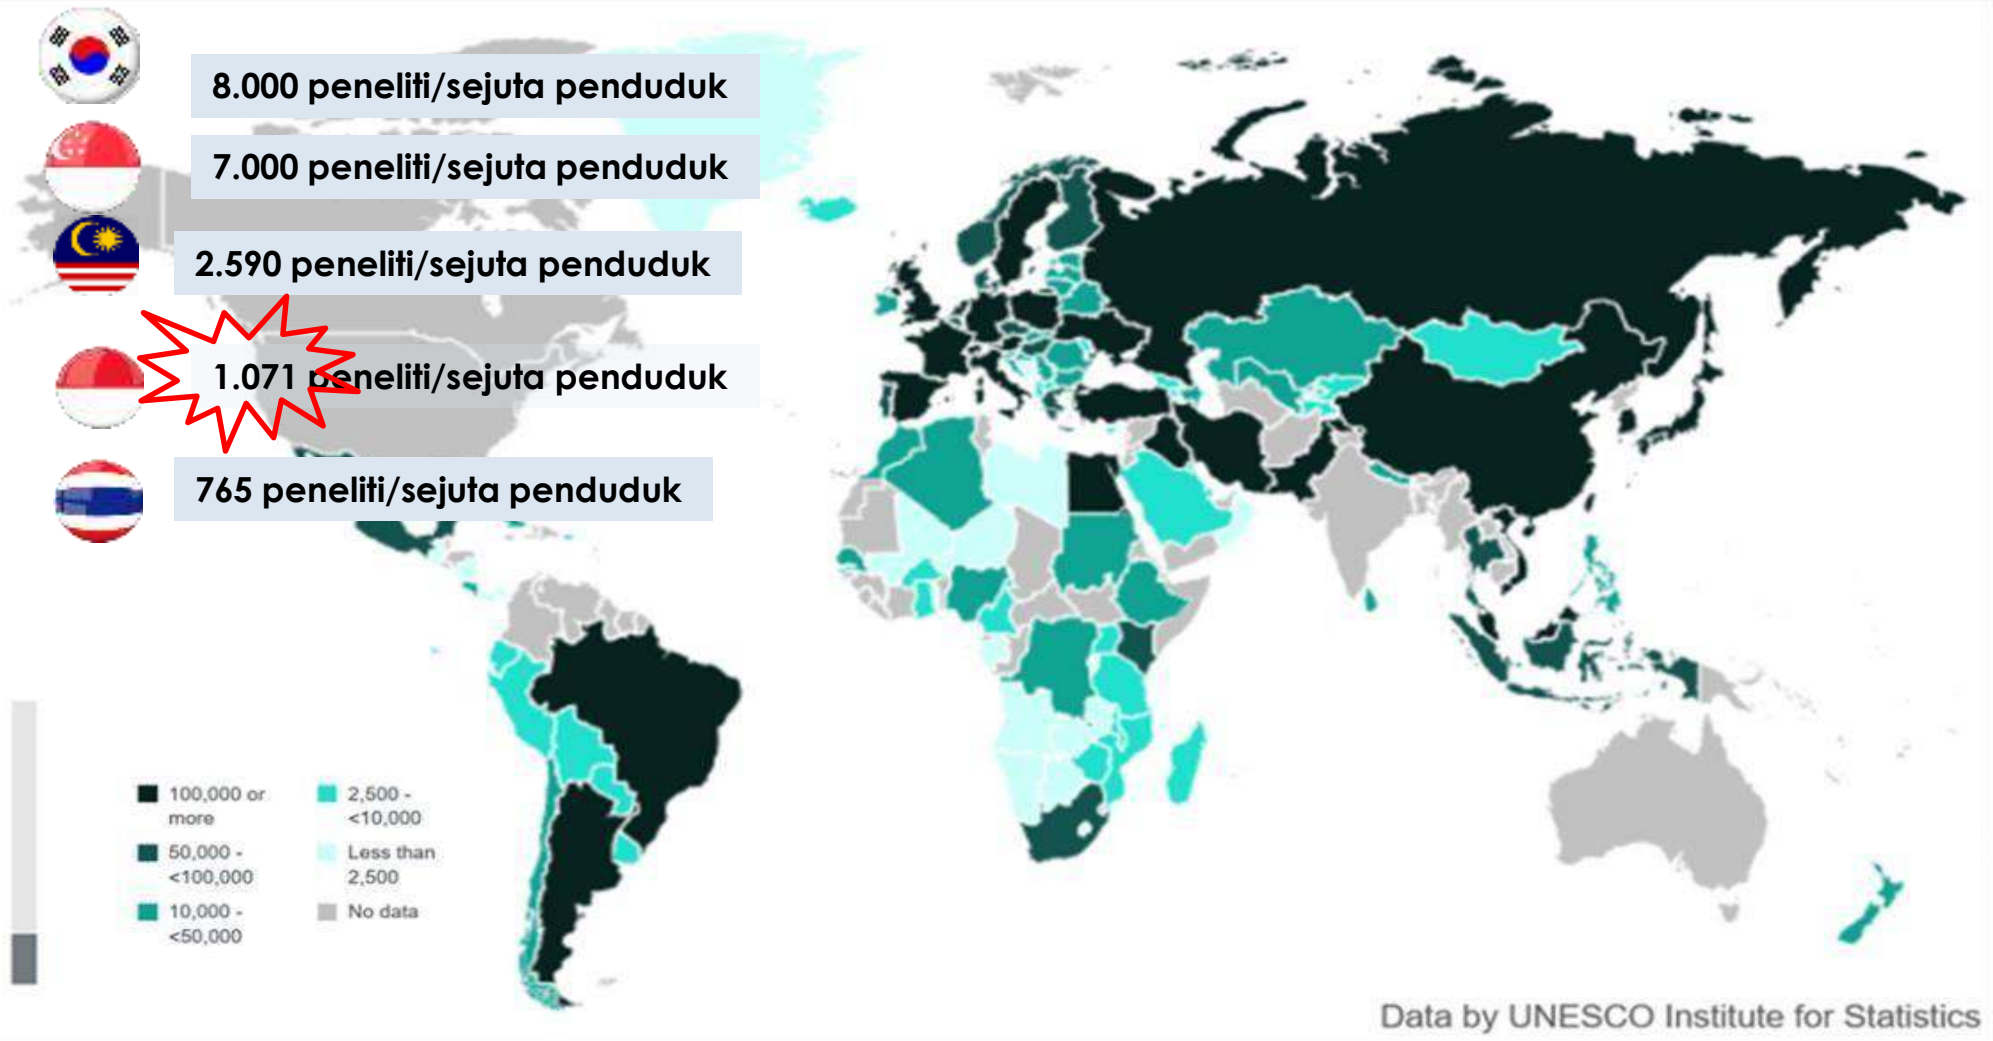 8.000 peneliti/sejuta penduduk
7.000 peneliti/sejuta penduduk
2.590 peneliti/sejuta penduduk
1.071 peneliti/sejuta penduduk
765 peneliti/sejuta penduduk
100,000 or
more
50,000 -
<100,000
10,000 -
<50,000
2,500 -
<10,000
Less than
2,500
No data
Data by UNESCO Institute for Statistics